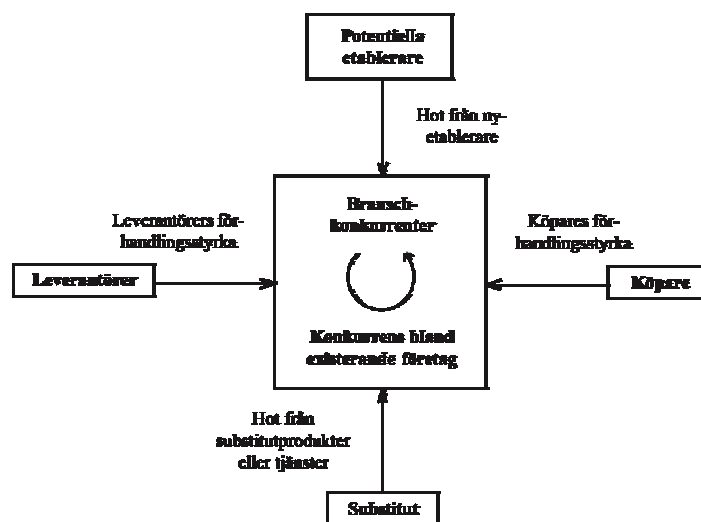 Potentiella
etablerare
Hot från ny-
etablerare
Bransch-
konkurrenter
Leverantörers för-
handlingsstyrka
Köpares för-
handlingsstyrka
Leverantörer
Köpare
Konkurrens bland
existerande företag
Hot från
substitutprodukter
eller tjänster
Substitut